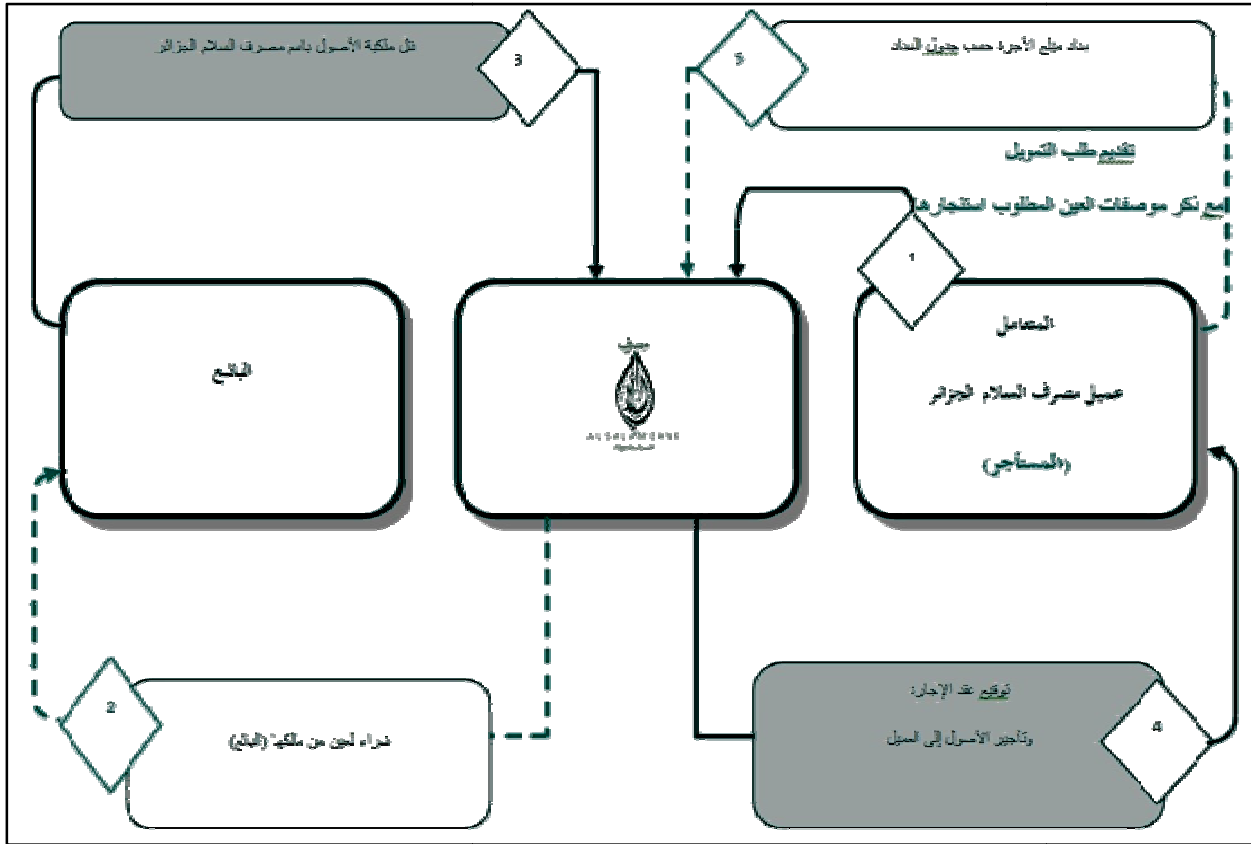 سداد مبلغ الأجرة حسب جدول السداد
5
نقل ملكية الأصول باسم مصرف السلام الجزائر
3
تقديم طلب التمويل
مع ذكر موصفات العين المطلوب استئجارها
1
المتعامل
عميل مصرف السلام الجزائر
(المستأجر)
مصرف
البائع
توقيع عقد الإجارة
وتأجير الأصول إلى العميل
4
شراء العين من مالكها (البائع)
2